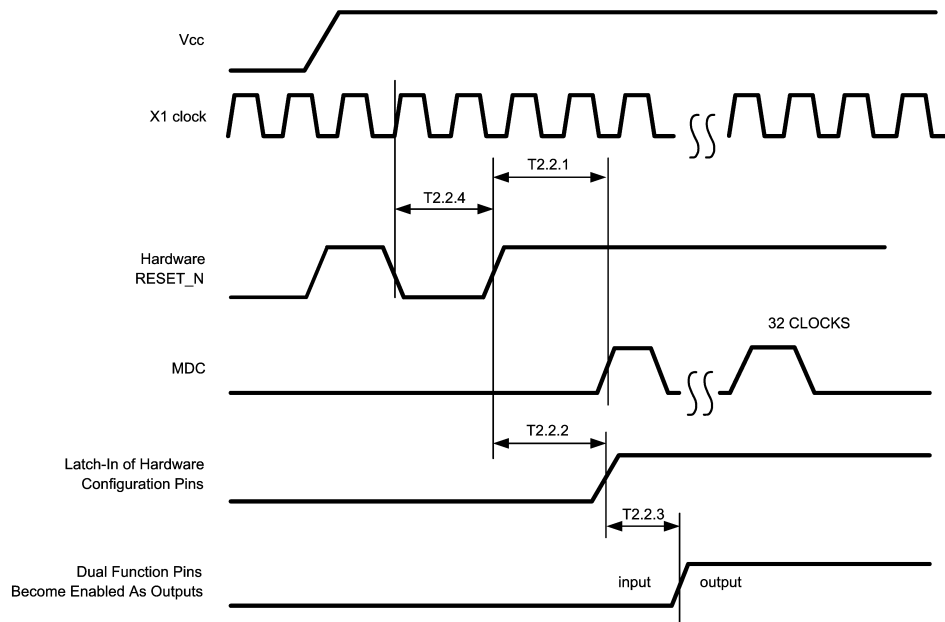 Vcc
X1 clock
T2.2.1
T2.2.4
Hardware
RESET_N
32 CLOCKS
MDC
T2.2.2
Latch-In of Hardware
Configuration Pins
T2.2.3
Dual Function Pins
Become Enabled As Outputs
input
output